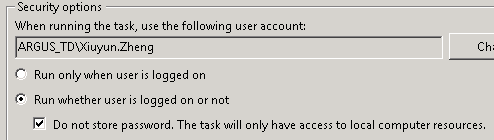 Security options
When running the task, use the following user account:
ARGUS_TD\Xiuyun.Zheng
Cha
Run only when user is logged on
Run whether user is logged on or not
Do not store password. The task will only have access to local computer resources.